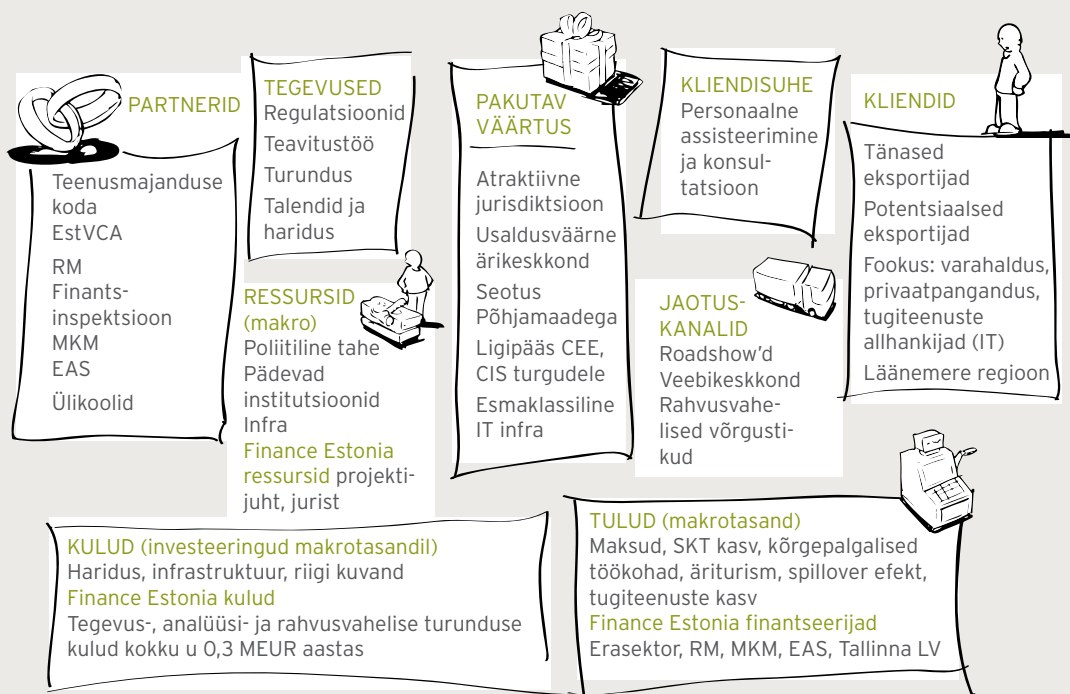 PARTNERID
Teenusmajanduse
koda
EstVCA
RM
Finants-
inspektsioon
MKM
EAS
Ülikoolid
TEGEVUSED
Regulatsioonid
Teavitustöö
Turundus
Talendid ja
haridus
RESSURSID
(makro)
Poliitiline tahe
Pädevad
institutsioonid
Infra
Finance Estonia
ressursid projekti-
juht, jurist
PAKUTAV
VÄÄRTUS
Atraktiivne
jurisdiktsioon
Usaldusväärne
ärikeskkond
Seotus
Põhjamaadega
Ligipääs CEE,
CIS turgudele
Esmaklassiline
IT infra
KLIENDISUHE
Personaalne
assisteerimine
ja konsul-
tatsioon
JAOTUS-
KANALID
Roadshow'd
Veebikeskkond
Rahvusvahe-
lised võrgusti-
kud
KLIENDID
Tänased
eksportijad
Potentsiaalsed
eksportijad
Fookus: varahaldus,
privaatpangandus,
tugiteenuste
allhankijad (IT)
Läänemere regioon
KULUD (investeeringud makrotasandil)
Haridus, infrastruktuur, riigi kuvand
Finance Estonia kulud
Tegevus-, analüüsi- ja rahvusvahelise turunduse
kulud kokku u 0,3 MEUR aastas
TULUD (makrotasand)
Maksud, SKT kasv, kõrgepalgalised
töökohad, äriturism, spillover efekt,
tugiteenuste kasv
Finance Estonia finantseerijad
Erasektor, RM, MKM, EAS, Tallinna LV